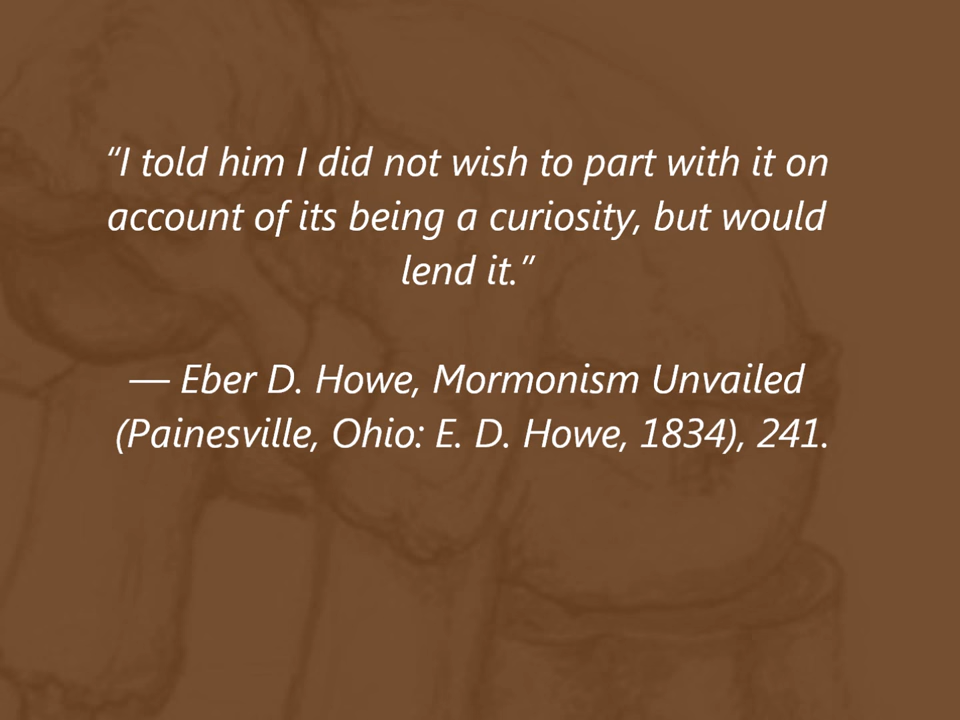 “I told him I did not wish to part with it on
account of its being a curiosity, but would
lend it.”
— Eber D. Howe, Mormonism Unvailed
(Painesville, Ohio: E. D. Howe, 1834), 241.